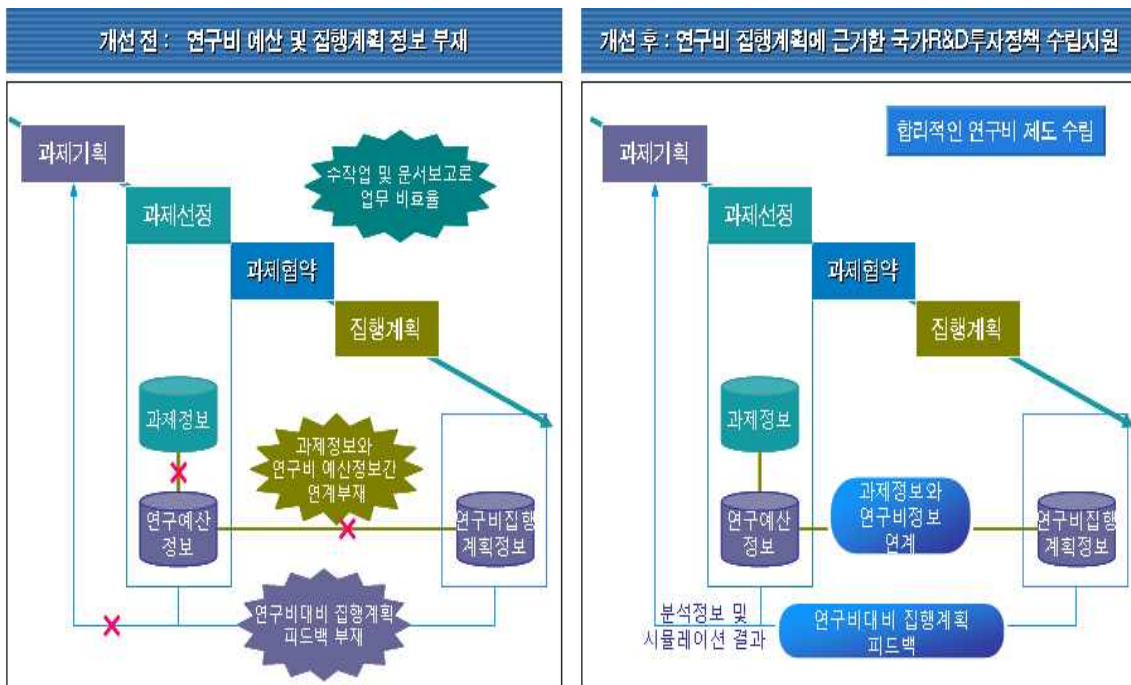 개선 전 : 연구비 예산 및 집행계획 정보 부재
과제기획
수작업 및 문서보고로
업무 비효율
과제선정
과제협약
집행계획
과제정보
과제정보와
연구비 예산정보간
연계부재
연구예산
정보
연구비집행
계획정보
연구비대비 집행계획
피드백 부재
개선 후 : 연구비 집행계획에 근거한 국가R&D투자정책 수립지원
합리적인 연구비 제도 수립
과제기획
과제선정
과제협약
집행계획
과제정보
과제정보와
연구비정보
연계
연구예산
정보
연구비집행
계획정보
분석정보 및
시뮬레이션 결과
연구비대비 집행계획
피드백